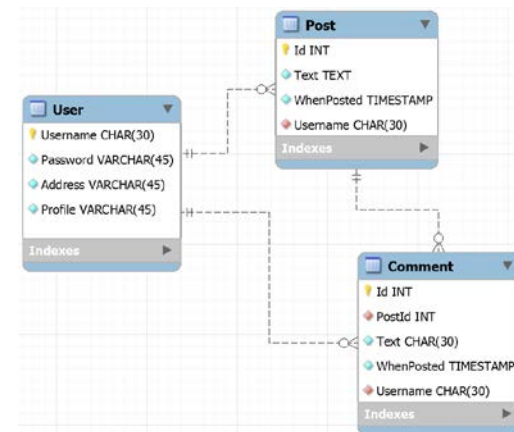 Post
Id INT
Text TEXT
WhenPosted TIMESTAMP
Username CHAR(30)
Indexes
User
Username CHAR(30)
Password VARCHAR(45)
Address VARCHAR(45)
Profile VARCHAR(45)
Indexes
Comment
Id INT
PostId INT
Text CHAR(30)
WhenPosted TIMESTAMP
Username CHAR(30)
Indexes